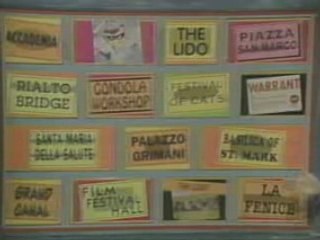 ACCADEMIA
THE
LIDO
PIAZZA
SAN MARCO
RIALTO
BRIDGE
GONDOLA
WORKSHOP
FESTIVAL
OF CATS
WARRANT
SANTA MARIA
DELLA SALUTE
PALAZZO
GRIMANI
BASILICA OF
ST. MARK
GRAND
CANAL
FILM
FESTIVAL
HALL
LA
FENICE